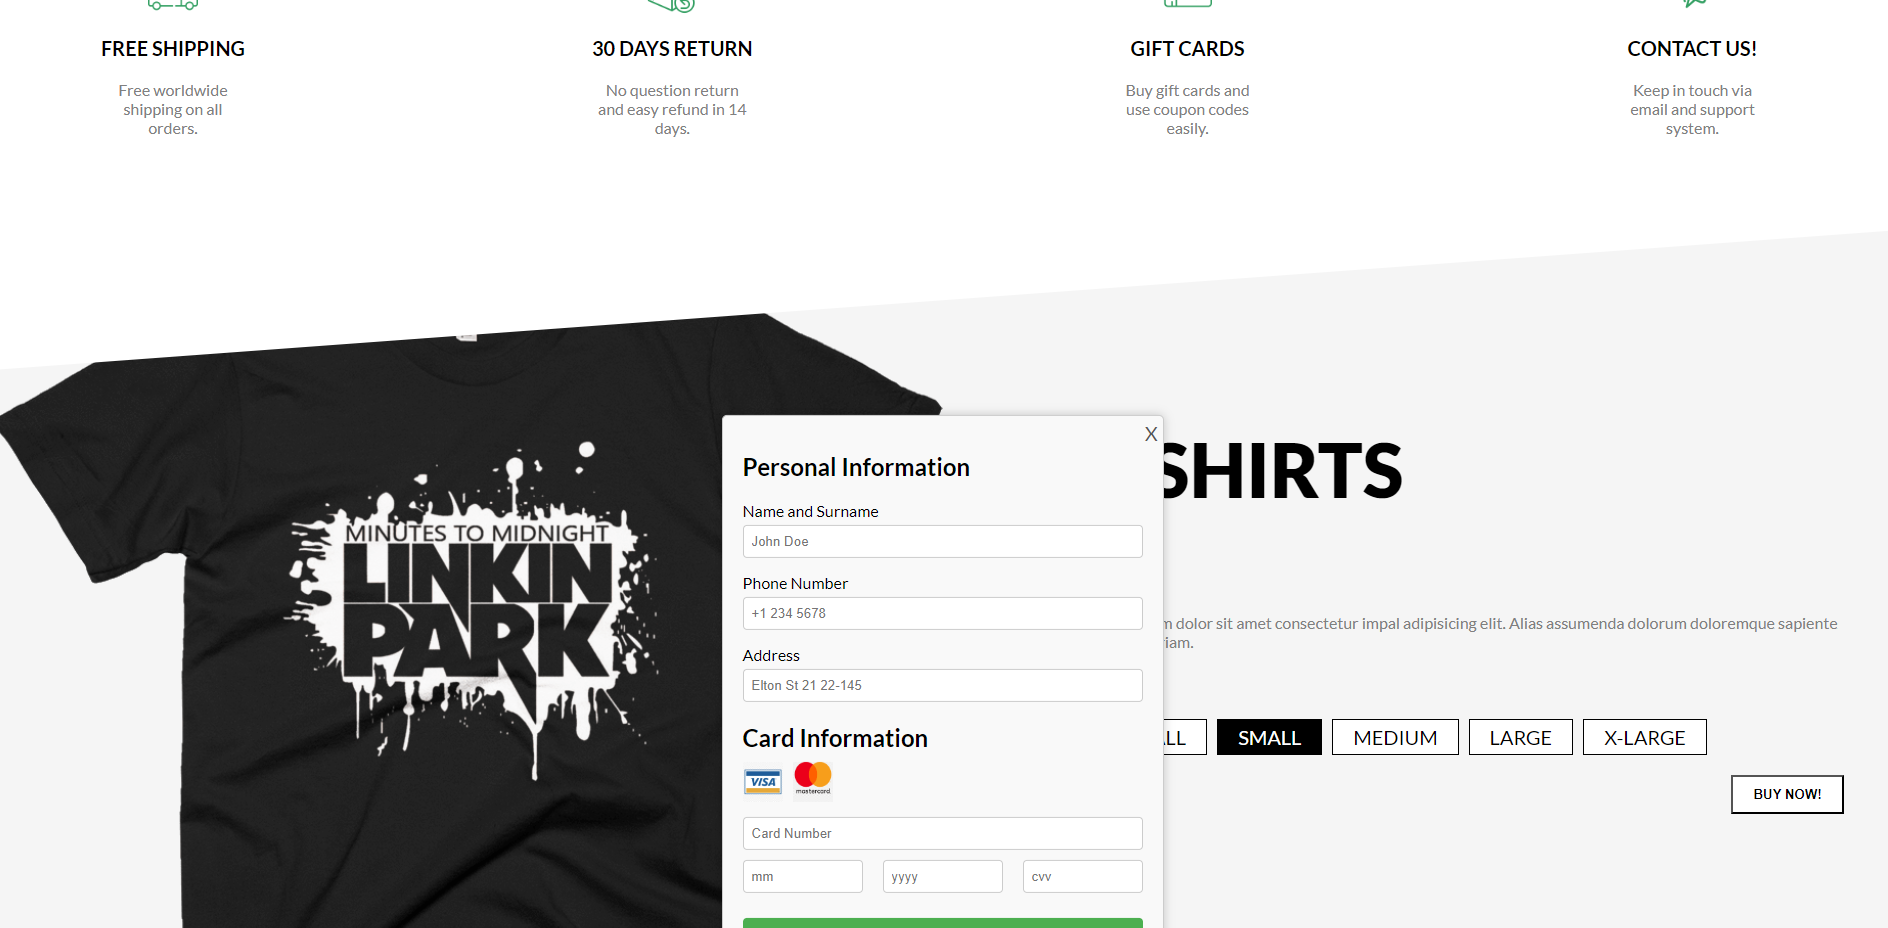 FREE SHIPPING
Free worldwide
shipping on all
orders.
30 DAYS RETURN
No question return
and easy refund in 14
days.
GIFT CARDS
Buy gift cards and
use coupon codes
easily.
CONTACT US!
Keep in touch via
email and support
system.
MINUTES TO MIDNIGHT
LINKIN
PARK
X
Personal Information
Name and Surname
John Doe
Phone Number
+1 234 5678
Address
Elton St 21 22-145
Card Information
VISA
mastercard.
Card Number
mm yyyy cvv
SHIRTS
dolor sit amet consectetur impal adipisicing elit. Alias assumenda dolorum doloremque sapiente
SMALL MEDIUM LARGE X-LARGE
BUY NOW!